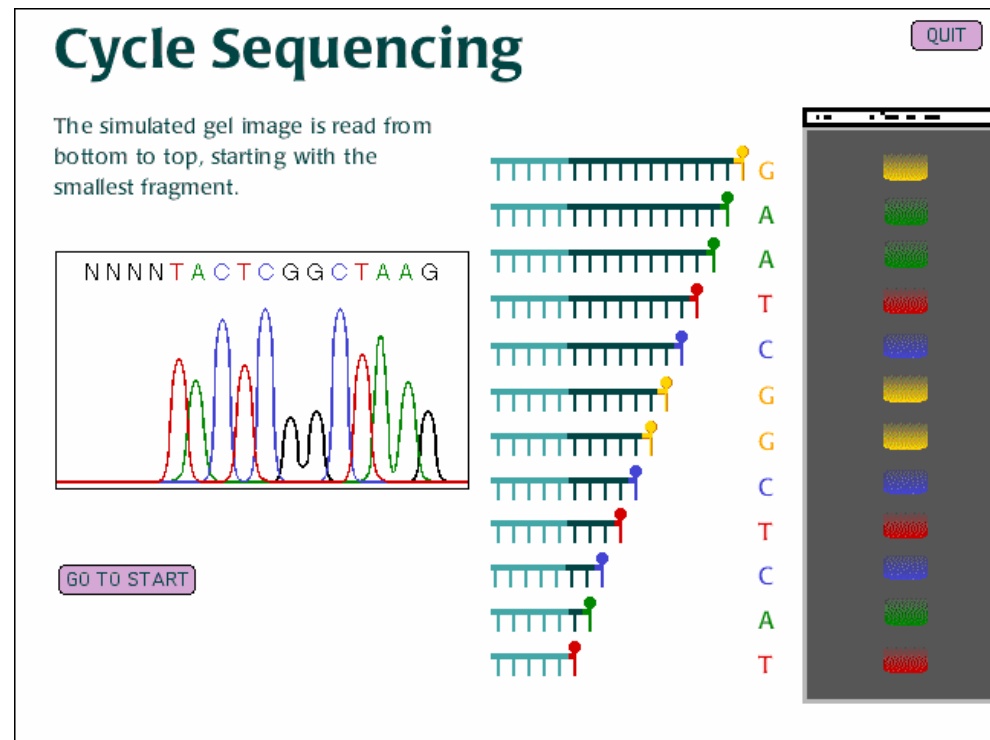 Cycle Sequencing
QUIT
The simulated gel image is read from
bottom to top, starting with the
smallest fragment.
NNNNTACTCGGCTAAG
GO TO START
G
A
A
T
C
G
G
C
T
C
A
T